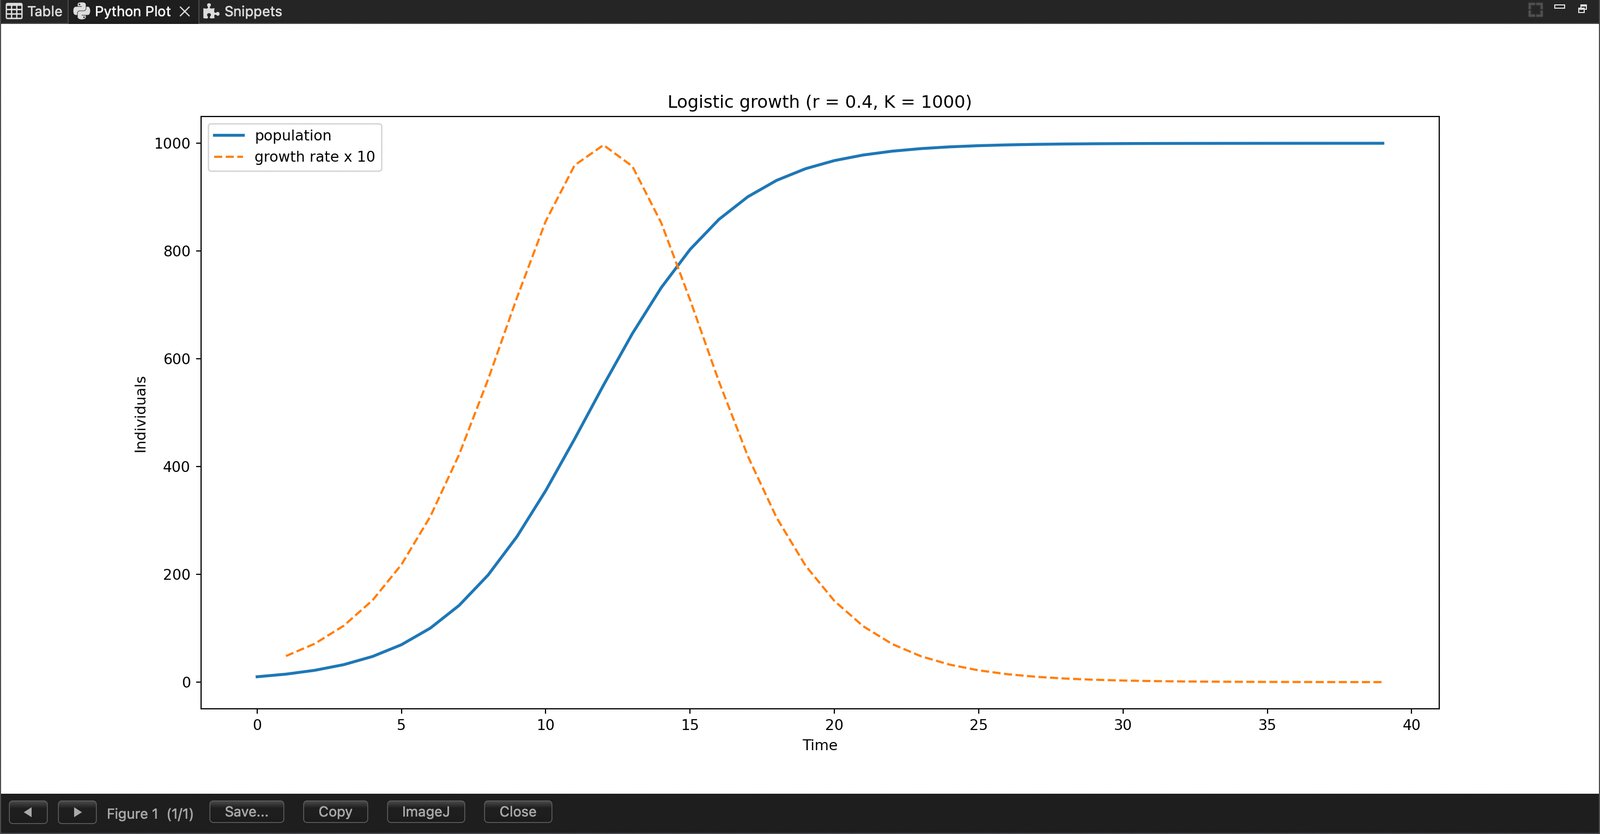 Table
Python Plot
Snippets
Logistic growth (r = 0.4, K = 1000)
population
growth rate x 10
1000
800
600
400
200
0
Individuals
0 5 10 15 20 25 30 35 40
Time
Figure 1 (1/1)
Save...
Copy
ImageJ
Close